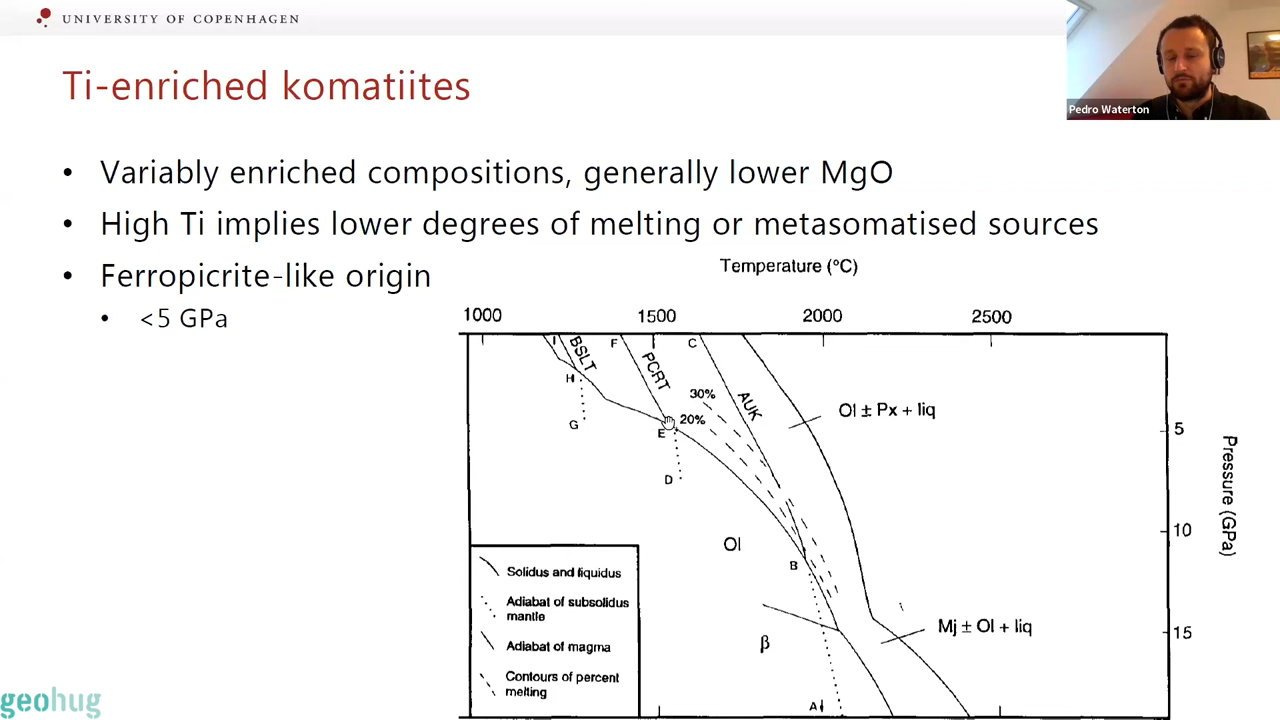 UNIVERSITY OF COPENHAGEN
Ti-enriched komatiites
Pedro Waterton
• Variably enriched compositions, generally lower MgO
• High Ti implies lower degrees of melting or metasomatised sources
• Ferropicrite-like origin
• <5 GPa
Temperature (°C)
1000 1500 2000 2500
I BSLT F PCRT C AUK
H
G
30%
20%
E
D
Ol ± Px + liq
5
Pressure (GPa)
10
Ol
B
15
Mj ± Ol + liq
β
A
Solidus and liquidus
Adiabat of subsolidus
mantle
Adiabat of magma
Contours of percent
melting
geohug